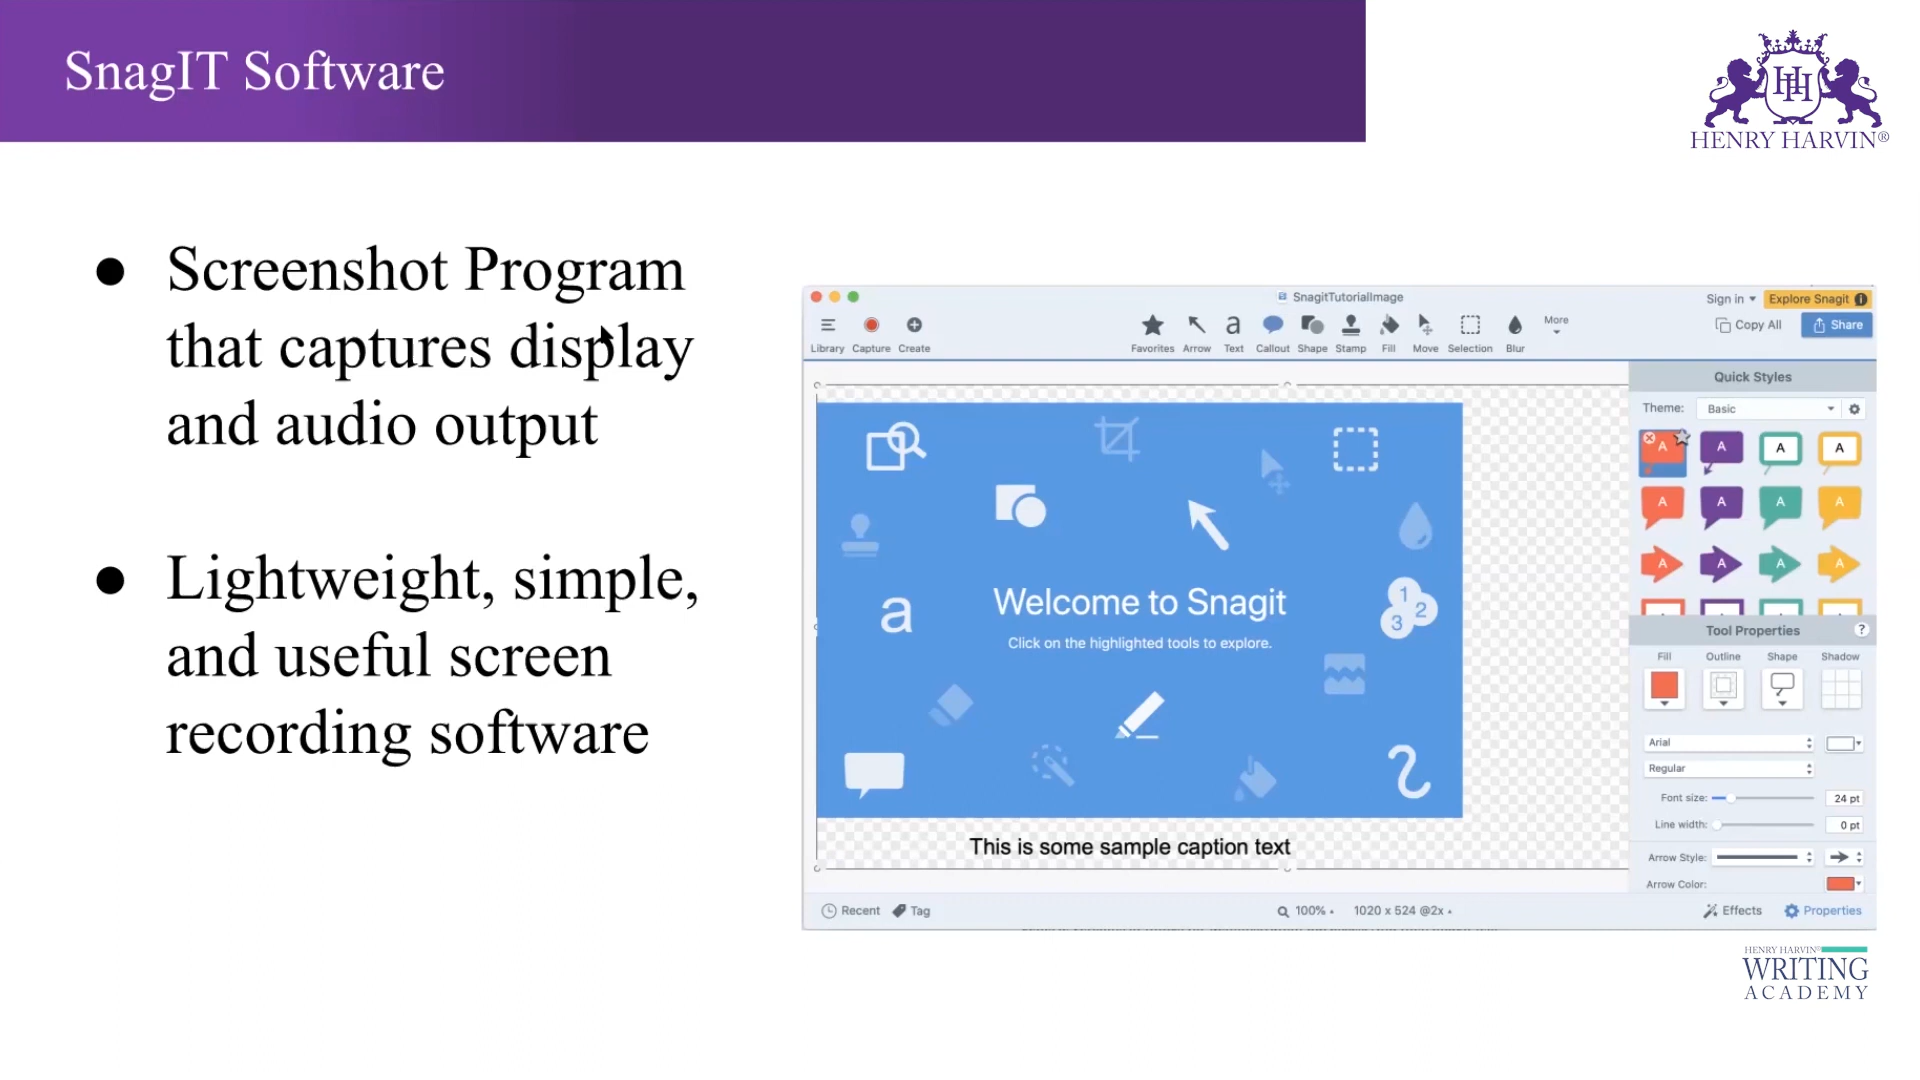 SnagIT Software
HENRY HARVIN®
● Screenshot Program
that captures display
and audio output
● Lightweight, simple,
and useful screen
recording software
SnagitTutorialImage
Sign in
Explore Snagit
Library Capture Create
Favorites Arrow Text Callout Shape Stamp Fill Move Selection Blur
More
Copy All
Share
Quick Styles
Theme: Basic
A A A A
A A A A
A A A A
a
1
2
3
Welcome to Snagit
Click on the highlighted tools to explore.
This is some sample caption text
Tool Properties ?
Fill Outline Shape Shadow
Arial
Regular
Font size: 24 pt
Line width: 0 pt
Arrow Style:
Arrow Color:
Recent Tag
100% 1020 x 524 @2x
Effects Properties
HENRY HARVIN®
WRITING
ACADEMY